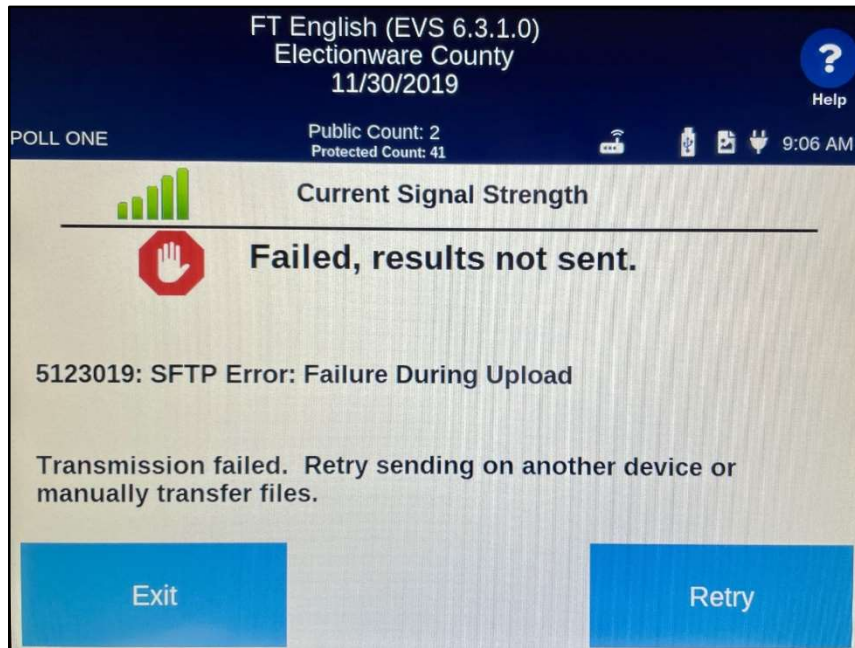 FT English (EVS 6.3.1.0)
Electionware County
11/30/2019
?
Help
POLL ONE
Public Count: 2
Protected Count: 41
9:06 AM
Current Signal Strength
Failed, results not sent.
5123019: SFTP Error: Failure During Upload
Transmission failed.  Retry sending on another device or
manually transfer files.
Exit
Retry